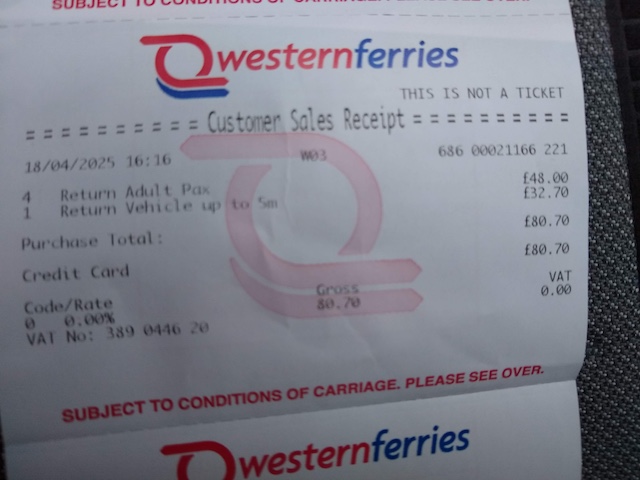 SUBJECT TO CONDITIONS OF CARRIAGE. PLEASE SEE OVER.
westernferries
THIS IS NOT A TICKET
= = = = = = = = = = Customer Sales Receipt = = = = = = = = = =
18/04/2025 16:16 W03 686 00021166 221
4 Return Adult Pax £48.00
1 Return Vehicle up to 5m £32.70
£80.70
Purchase Total: £80.70
Credit Card
Code/Rate Gross VAT
0 0.00% 80.70 0.00
VAT No: 389 0446 20
SUBJECT TO CONDITIONS OF CARRIAGE. PLEASE SEE OVER.
westernferries